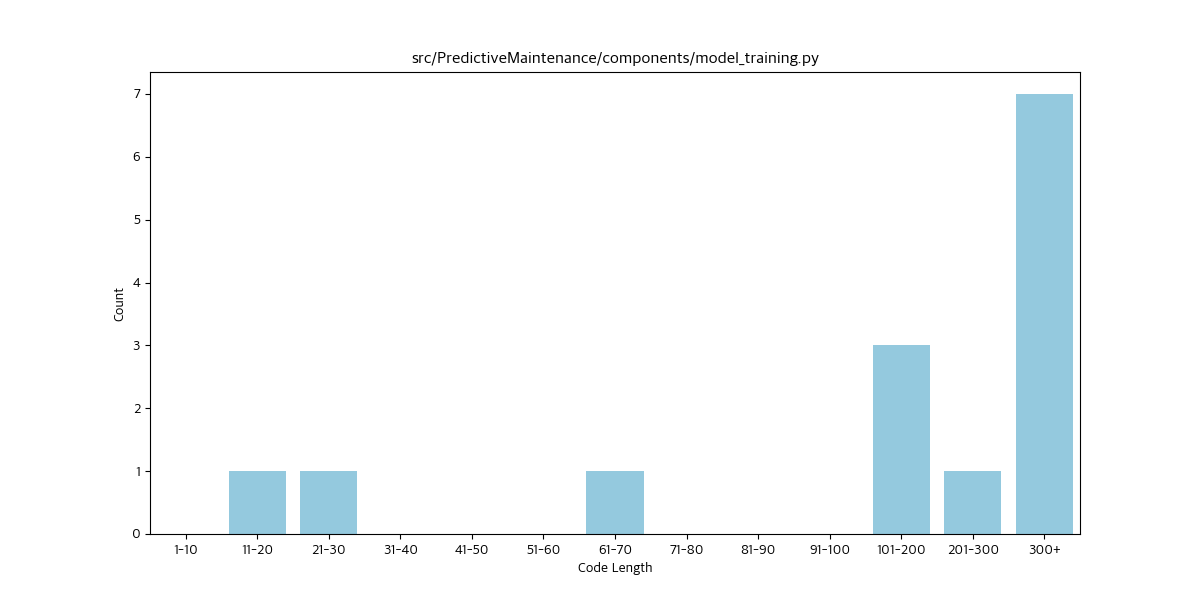 src/PredictiveMaintenance/components/model_training.py
7
6
5
4
3
2
1
0
Count
1-10 11-20 21-30 31-40 41-50 51-60 61-70 71-80 81-90 91-100 101-200 201-300 300+
Code Length